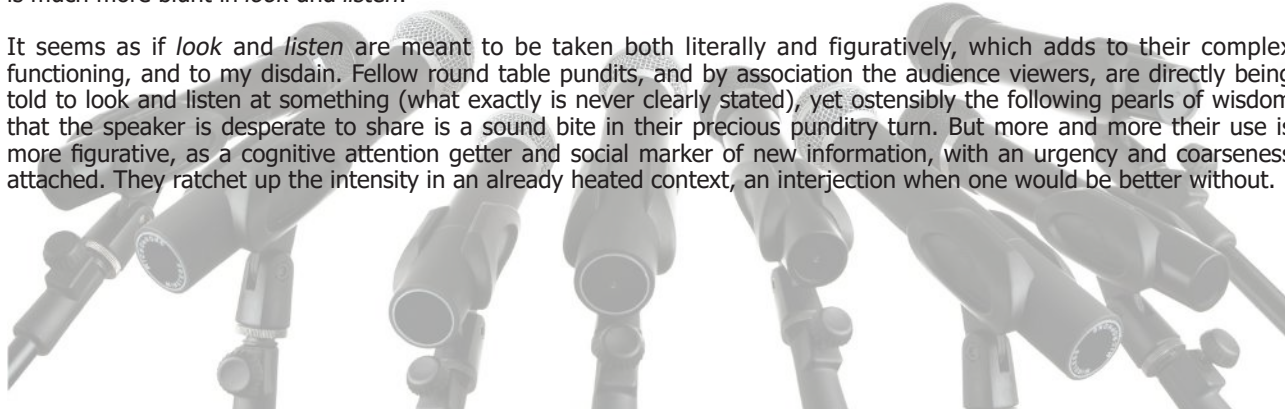 is much more blunt in look and listen.
It seems as if look and listen are meant to be taken both literally and figuratively, which adds to their complex
functioning, and to my disdain. Fellow round table pundits, and by association the audience viewers, are directly being
told to look and listen at something (what exactly is never clearly stated), yet ostensibly the following pearls of wisdom
that the speaker is desperate to share is a sound bite in their precious punditry turn. But more and more their use is
more figurative, as a cognitive attention getter and social marker of new information, with an urgency and coarseness
attached. They ratchet up the intensity in an already heated context, an interjection when one would be better without.